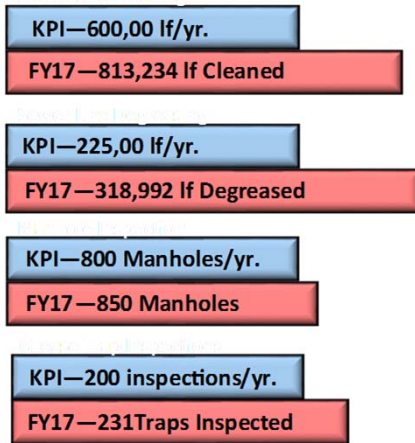 KPI—600,00 lf/yr.
FY17—813,234 lf Cleaned
KPI—225,00 lf/yr.
FY17—318,992 lf Degreased
KPI—800 Manholes/yr.
FY17—850 Manholes
KPI—200 inspections/yr.
FY17—231Traps Inspected